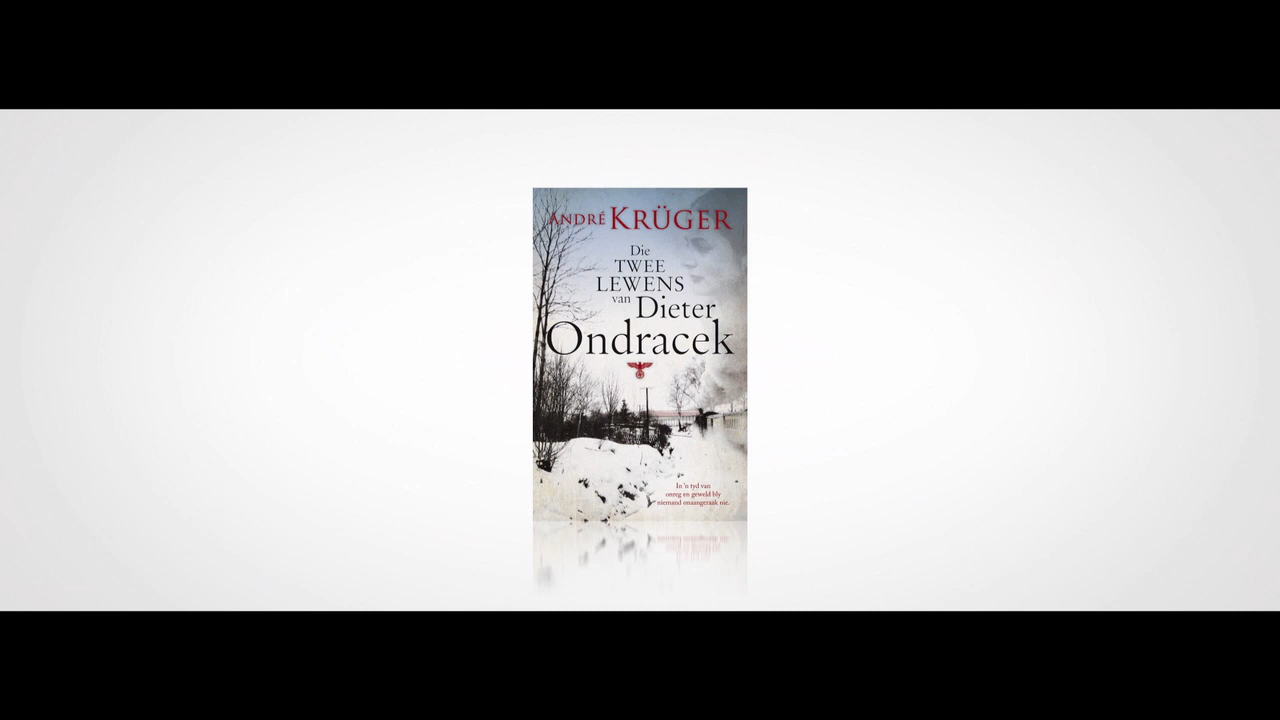 ANDRÉ KRÜGER
Die
TWEE
LEWENS
van Dieter
Ondracek
In 'n tyd van
onreg en geweld bly
niemand onaangeraak nie.